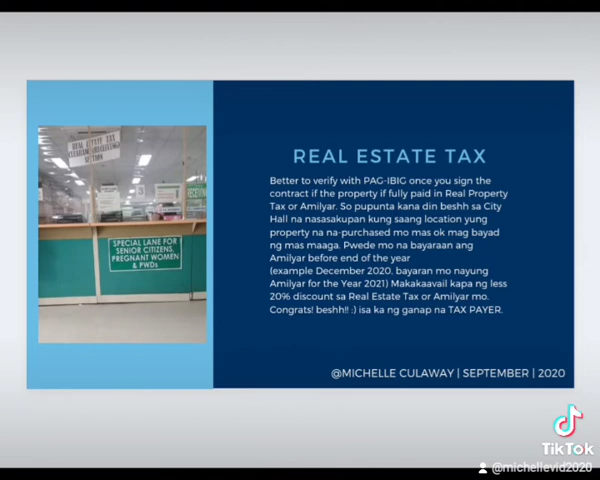 REAL ESTATE TAX
CLEARANCE
SECTION
SPECIAL LANE FOR
SENIOR CITIZENS,
PREGNANT WOMEN
& PWDs
REAL ESTATE TAX
Better to verify with PAG-IBIG once you sign the
contract if the property if fully paid in Real Property
Tax or Amilyar. So pupunta kana din beshh sa City
Hall na nasasakupan kung saang location yung
property na na-purchased mo mas ok mag bayad
ng mas maaga. Pwede mo na bayaraan ang
Amilyar before end of the year
(example December 2020, bayaran mo nayung
Amilyar for the Year 2021) Makakaavail kapa ng less
20% discount sa Real Estate Tax or Amilyar mo.
Congrats! beshh!! :) isa ka ng ganap na TAX PAYER.
@MICHELLE CULAWAY | SEPTEMBER | 2020
TikTok
@michellevid2020